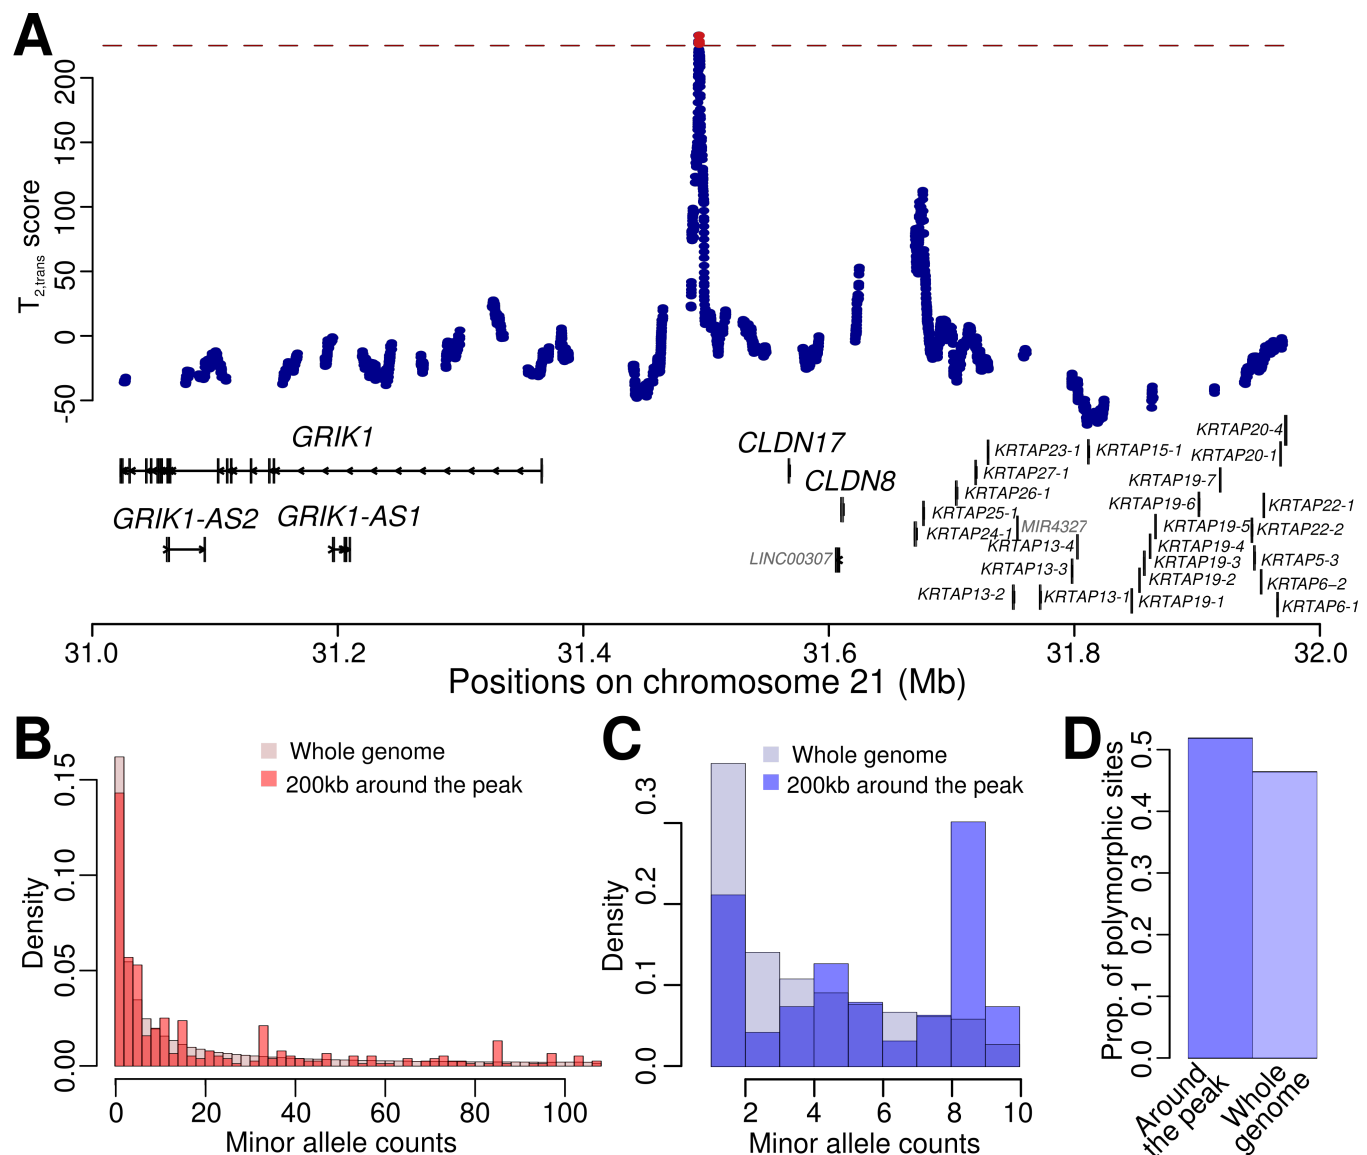 A
T2,trans score
200
150
100
50
0
-50
GRIK1
CLDN17
CLDN8
GRIK1-AS2
GRIK1-AS1
LINC00307
KRTAP20-4
KRTAP23-1
KRTAP15-1
KRTAP20-1
KRTAP27-1
KRTAP19-7
KRTAP26-1
KRTAP19-6
KRTAP22-1
KRTAP25-1
MIR4327
KRTAP19-5
KRTAP22-2
KRTAP24-1
KRTAP13-4
KRTAP19-4
KRTAP19-3
KRTAP5-3
KRTAP13-3
KRTAP19-2
KRTAP6–2
KRTAP13-2
KRTAP13-1
KRTAP19-1
KRTAP6-1
31.0 31.2 31.4 31.6 31.8 32.0
Positions on chromosome 21 (Mb)
B
Whole genome
200kb around the peak
Density
0.15
0.10
0.05
0.00
0 20 40 60 80 100
Minor allele counts
C
Whole genome
200kb around the peak
Density
0.3
0.2
0.1
0.0
2 4 6 8 10
Minor allele counts
D
Prop. of polymorphic sites
0.5
0.4
0.3
0.2
0.1
0.0
Around
the peak
Whole
genome